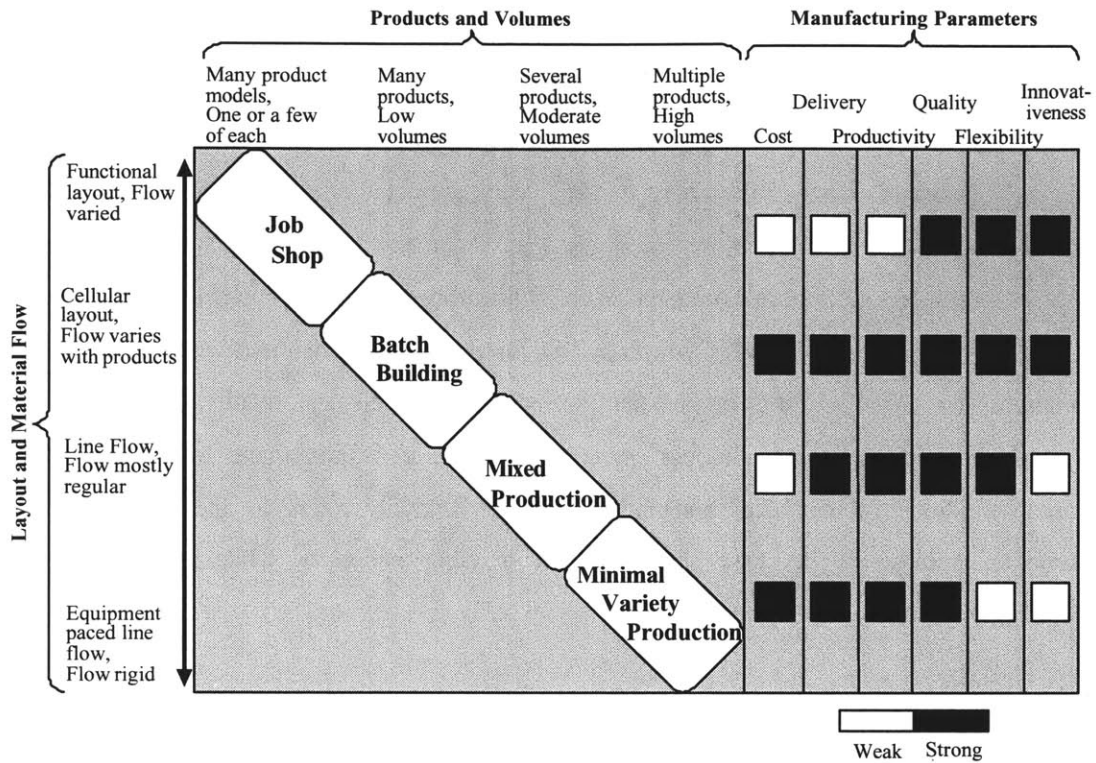 Products and Volumes
Manufacturing Parameters
Many product
models,
One or a few
of each
Many
products,
Low
volumes
Several
products,
Moderate
volumes
Multiple
products,
High
volumes
Cost
Delivery
Productivity
Quality
Flexibility
Innovat-
iveness
Layout and Material Flow
Functional
layout, Flow
varied
Cellular
layout,
Flow varies
with products
Line Flow,
Flow mostly
regular
Equipment
paced line
flow,
Flow rigid
Job
Shop
Batch
Building
Mixed
Production
Minimal
Variety
Production
Weak
Strong